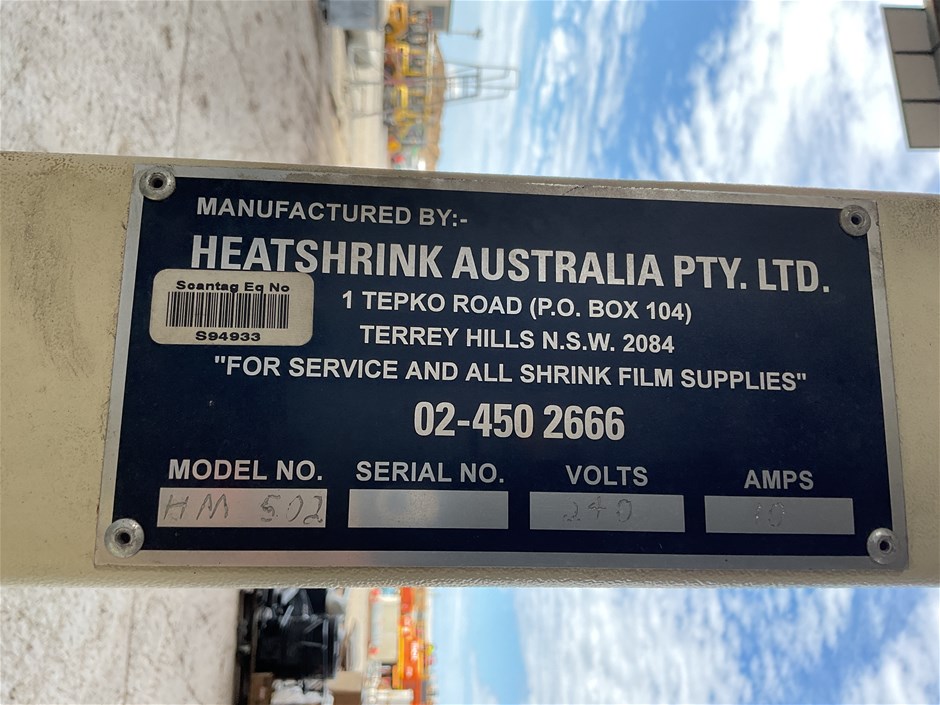 MANUFACTURED BY:-
HEATSHRINK AUSTRALIA PTY. LTD.
Scantag Eq No
S94933
1 TEPKO ROAD (P.O. BOX 104)
TERREY HILLS N.S.W. 2084
"FOR SERVICE AND ALL SHRINK FILM SUPPLIES"
02-450 2666
MODEL NO. SERIAL NO. VOLTS AMPS
HM 502 240 10